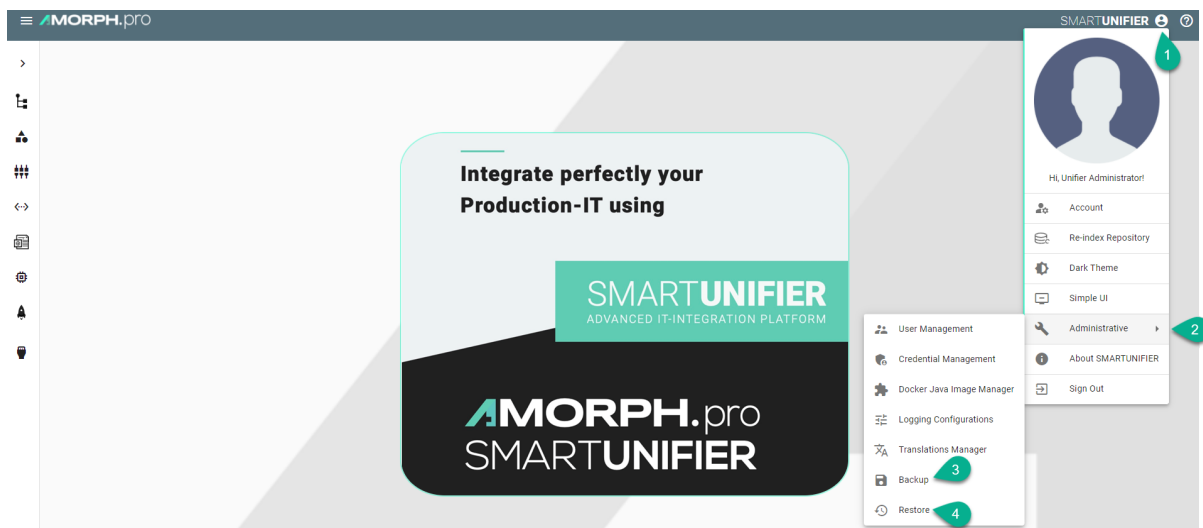 AMORPH.pro
SMARTUNIFIER
1
Hi, Unifier Administrator!
Account
Re-index Repository
Dark Theme
Simple UI
Administrative
2
About SMARTUNIFIER
Sign Out
User Management
Credential Management
Docker Java Image Manager
Logging Configurations
Translations Manager
Backup
3
Restore
4
Integrate perfectly your
Production-IT using
SMARTUNIFIER
ADVANCED IT-INTEGRATION PLATFORM
AMORPH.pro
SMARTUNIFIER